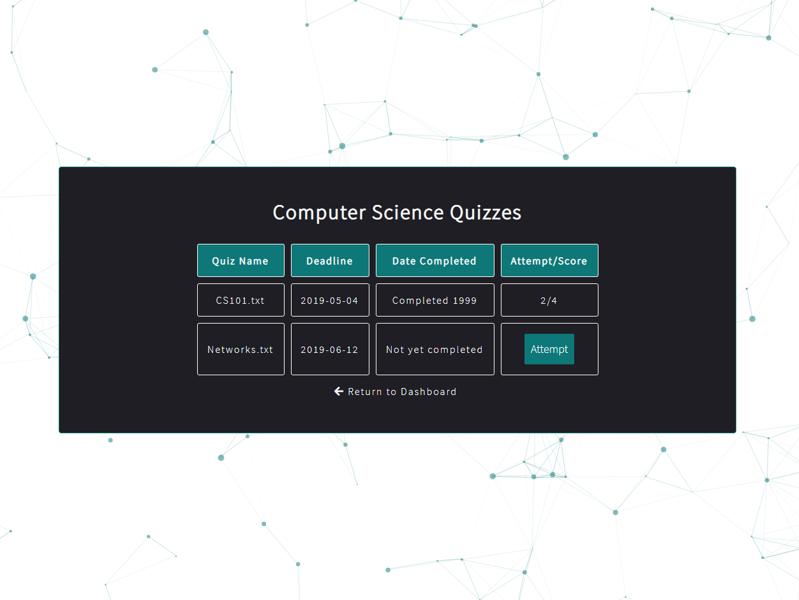 Computer Science Quizzes
Quiz Name Deadline Date Completed Attempt/Score
CS101.txt 2019-05-04 Completed 1999 2/4
Networks.txt 2019-06-12 Not yet completed Attempt
Return to Dashboard